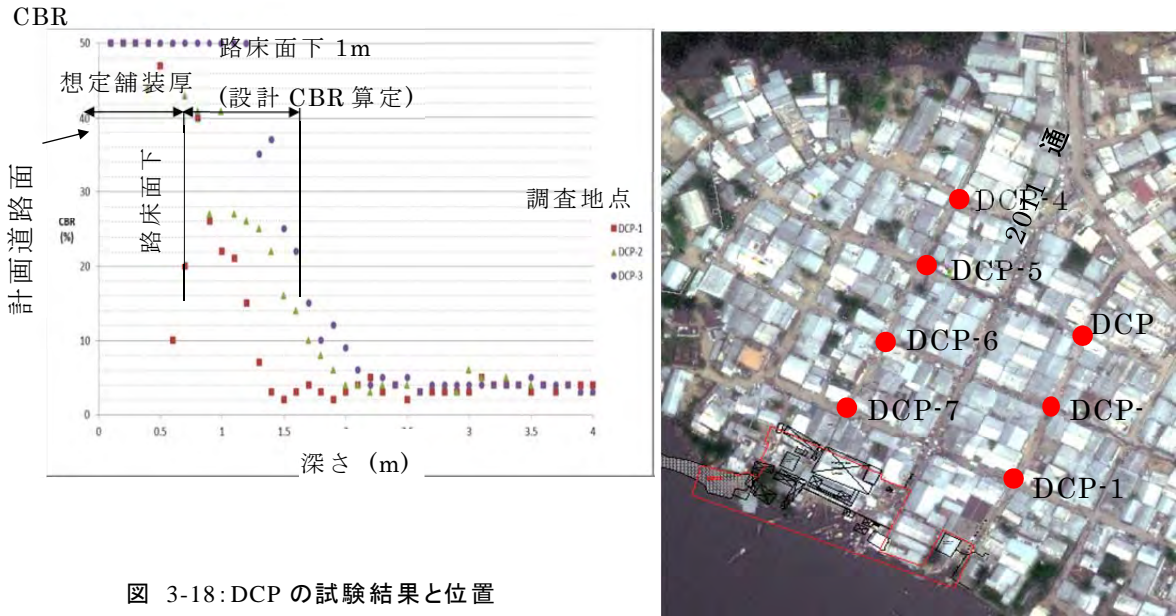 CBR
50
40
30
20
10
0
CBR
(%)
路床面下 1m
想定舗装厚
(設計 CBR 算定)
計画道路面
路床面下
調査地点
DCP-1
DCP-2
DCP-3
0
0.5
1
1.5
2
2.5
3
3.5
4
深さ (m)
2011 通
DCP-4
DCP-5
DCP-6
DCP-7
DCP
DCP-
DCP-1
図 3-18:DCP の試験結果と位置